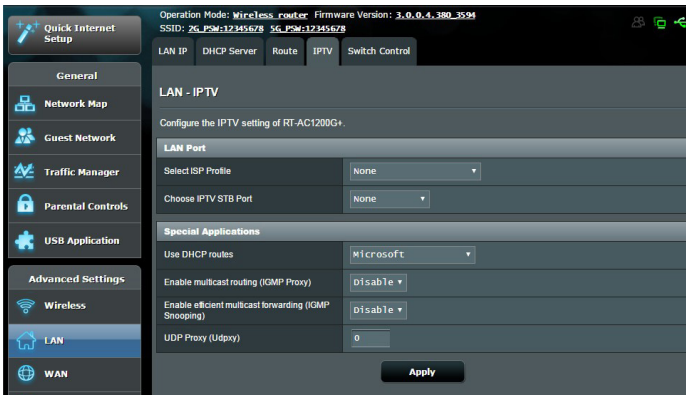 Quick Internet
Setup
Operation Mode: Wireless router Firmware Version: 3.0.0.4.380_3594
SSID: 2G_PSW:12345678 5G_PSW:12345678
LAN IP DHCP Server Route IPTV Switch Control
General
Network Map
Guest Network
Traffic Manager
Parental Controls
USB Application
Advanced Settings
Wireless
LAN
WAN
LAN - IPTV
Configure the IPTV setting of RT-AC1200G+.
LAN Port
Select ISP Profile None
Choose IPTV STB Port None
Special Applications
Use DHCP routes Microsoft
Enable multicast routing (IGMP Proxy) Disable
Enable efficient multicast forwarding (IGMP
Snooping) Disable
UDP Proxy (Udpxy) 0
Apply